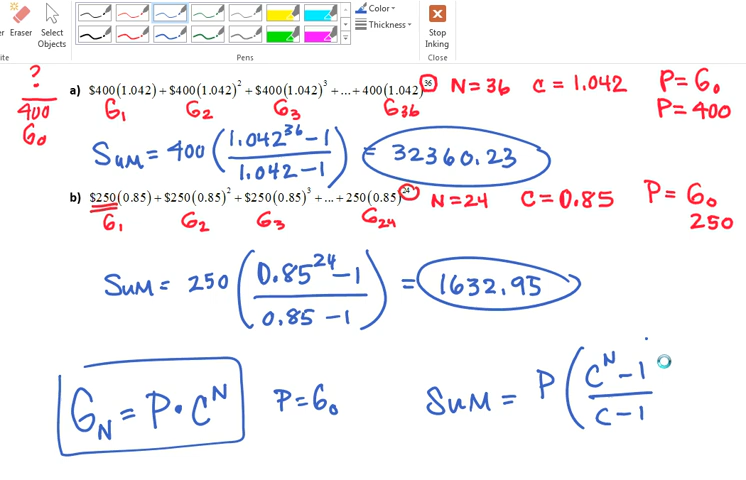 Color
Thickness
Eraser Select Objects Stop Inking
Pens Close
? 400 G₀
a) $400(1.042) + $400(1.042)² + $400(1.042)³ + ... + 400(1.042)³⁶ N=36 C=1.042 P=G₀
G₁ G₂ G₃ G₃₆ P=400
SUM = 400 (1.042³⁶-1 / 1.042-1) = 32360.23
b) $250(0.85) + $250(0.85)² + $250(0.85)³ + ... + 250(0.85)²⁴ N=24 C=0.85 P=G₀
G₁ G₂ G₃ G₂₄ 250
SUM = 250 (0.85²⁴-1 / 0.85-1) = 1632.95
G_N = P·C^N P=G₀ SUM = P (C^N-1 / C-1